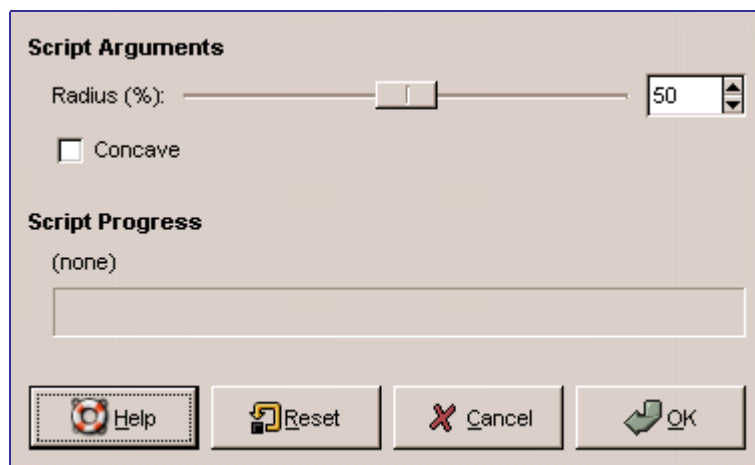 Script Arguments
Radius (%): 50
Concave
Script Progress
(none)
Help Reset Cancel OK